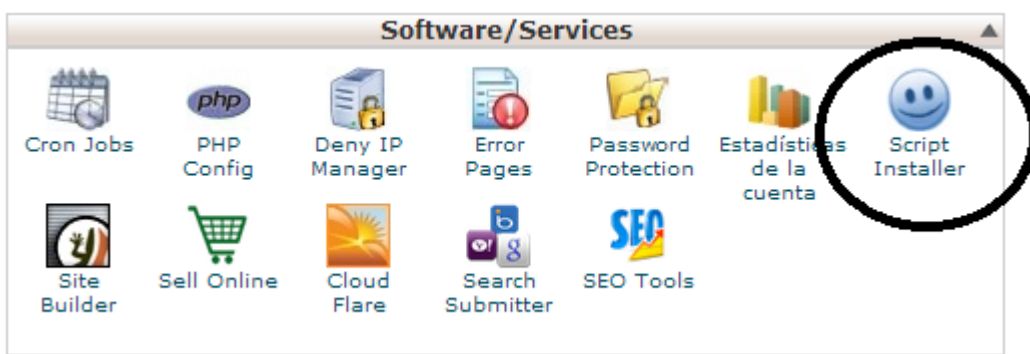 Software/Services
Cron Jobs
php
PHP
Config
Deny IP
Manager
Error
Pages
Password
Protection
Estadísticas
de la
cuenta
Script
Installer
Site
Builder
Sell Online
Cloud
Flare
b
Y!
g
Search
Submitter
SEO
SEO Tools